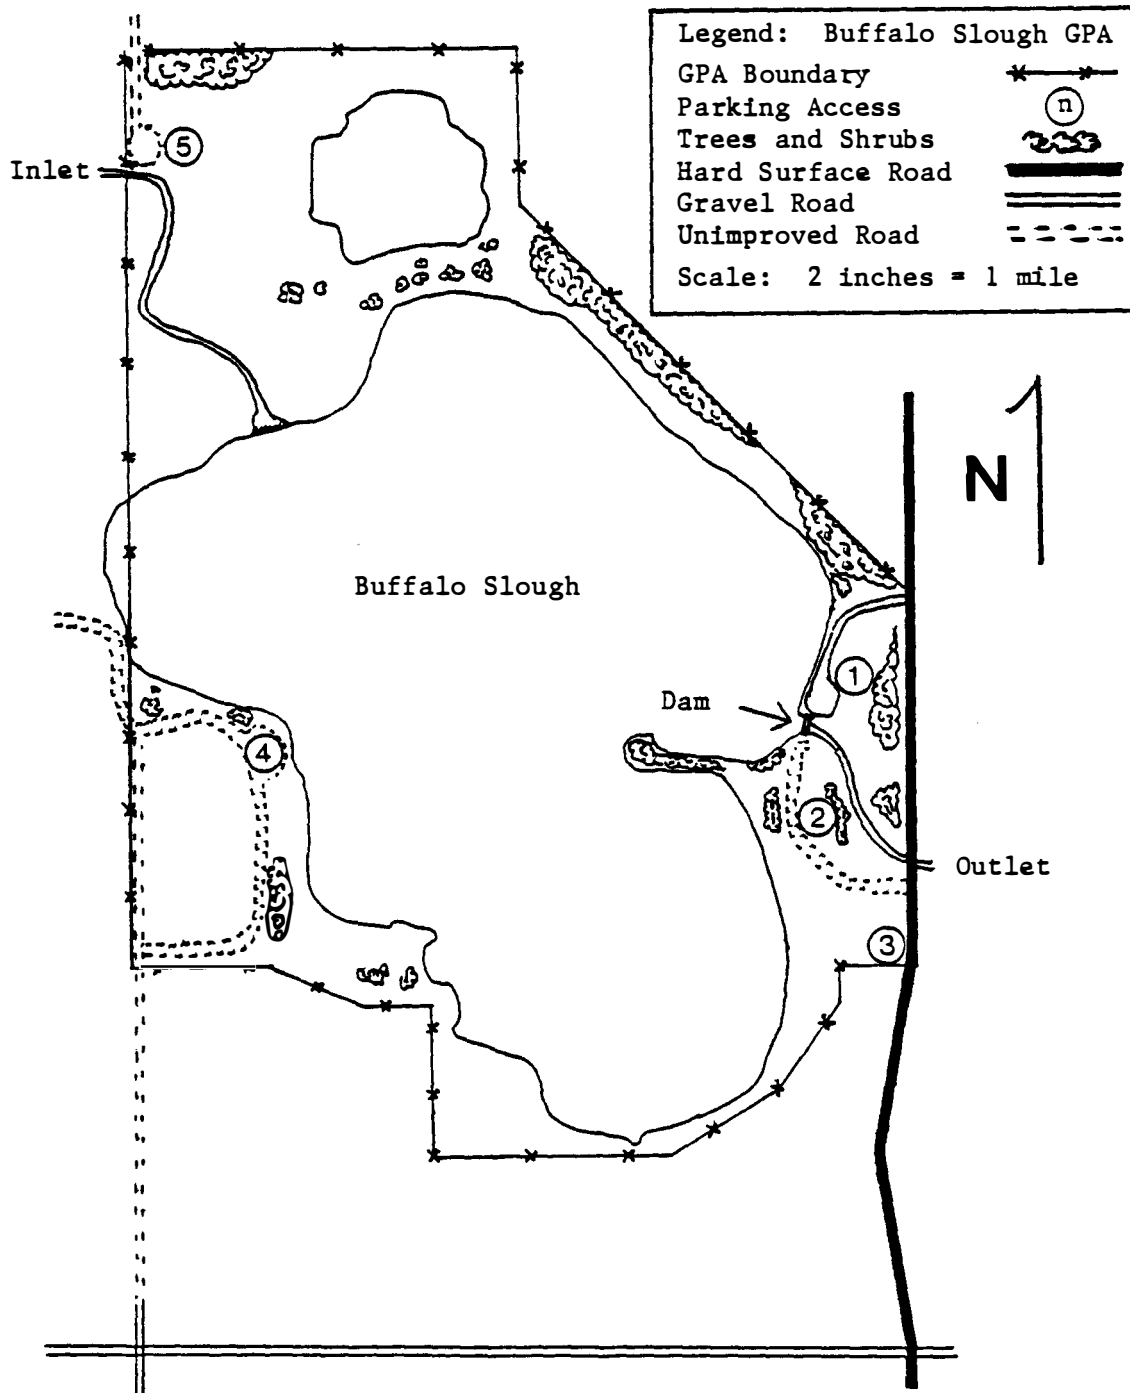 Legend: Buffalo Slough GPA
GPA Boundary
Parking Access n
Trees and Shrubs
Hard Surface Road
Gravel Road
Unimproved Road
Scale: 2 inches = 1 mile
5
Inlet
N
Buffalo Slough
1
Dam
4
2
Outlet
3